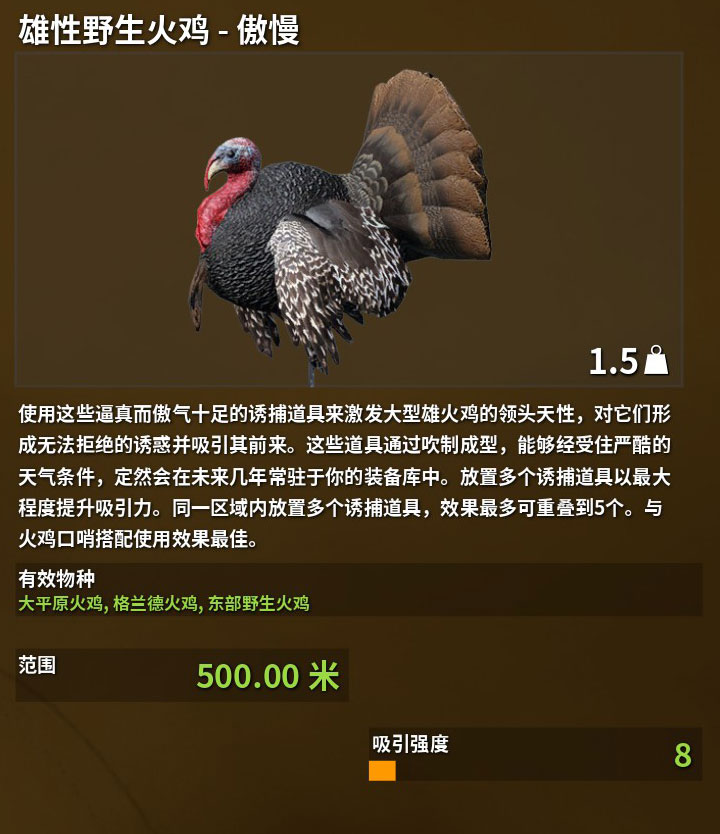 雄性野生火鸡 - 傲慢
1.5
使用这些逼真而傲气十足的诱捕道具来激发大型雄火鸡的领头天性，对它们形
成无法拒绝的诱惑并吸引其前来。这些道具通过吹制成型，能够经受住严酷的
天气条件，定然会在未来几年常驻于你的装备库中。放置多个诱捕道具以最大
程度提升吸引力。同一区域内放置多个诱捕道具，效果最多可重叠到5个。与
火鸡口哨搭配使用效果最佳。
有效物种
大平原火鸡, 格兰德火鸡, 东部野生火鸡
范围
500.00 米
吸引强度
8